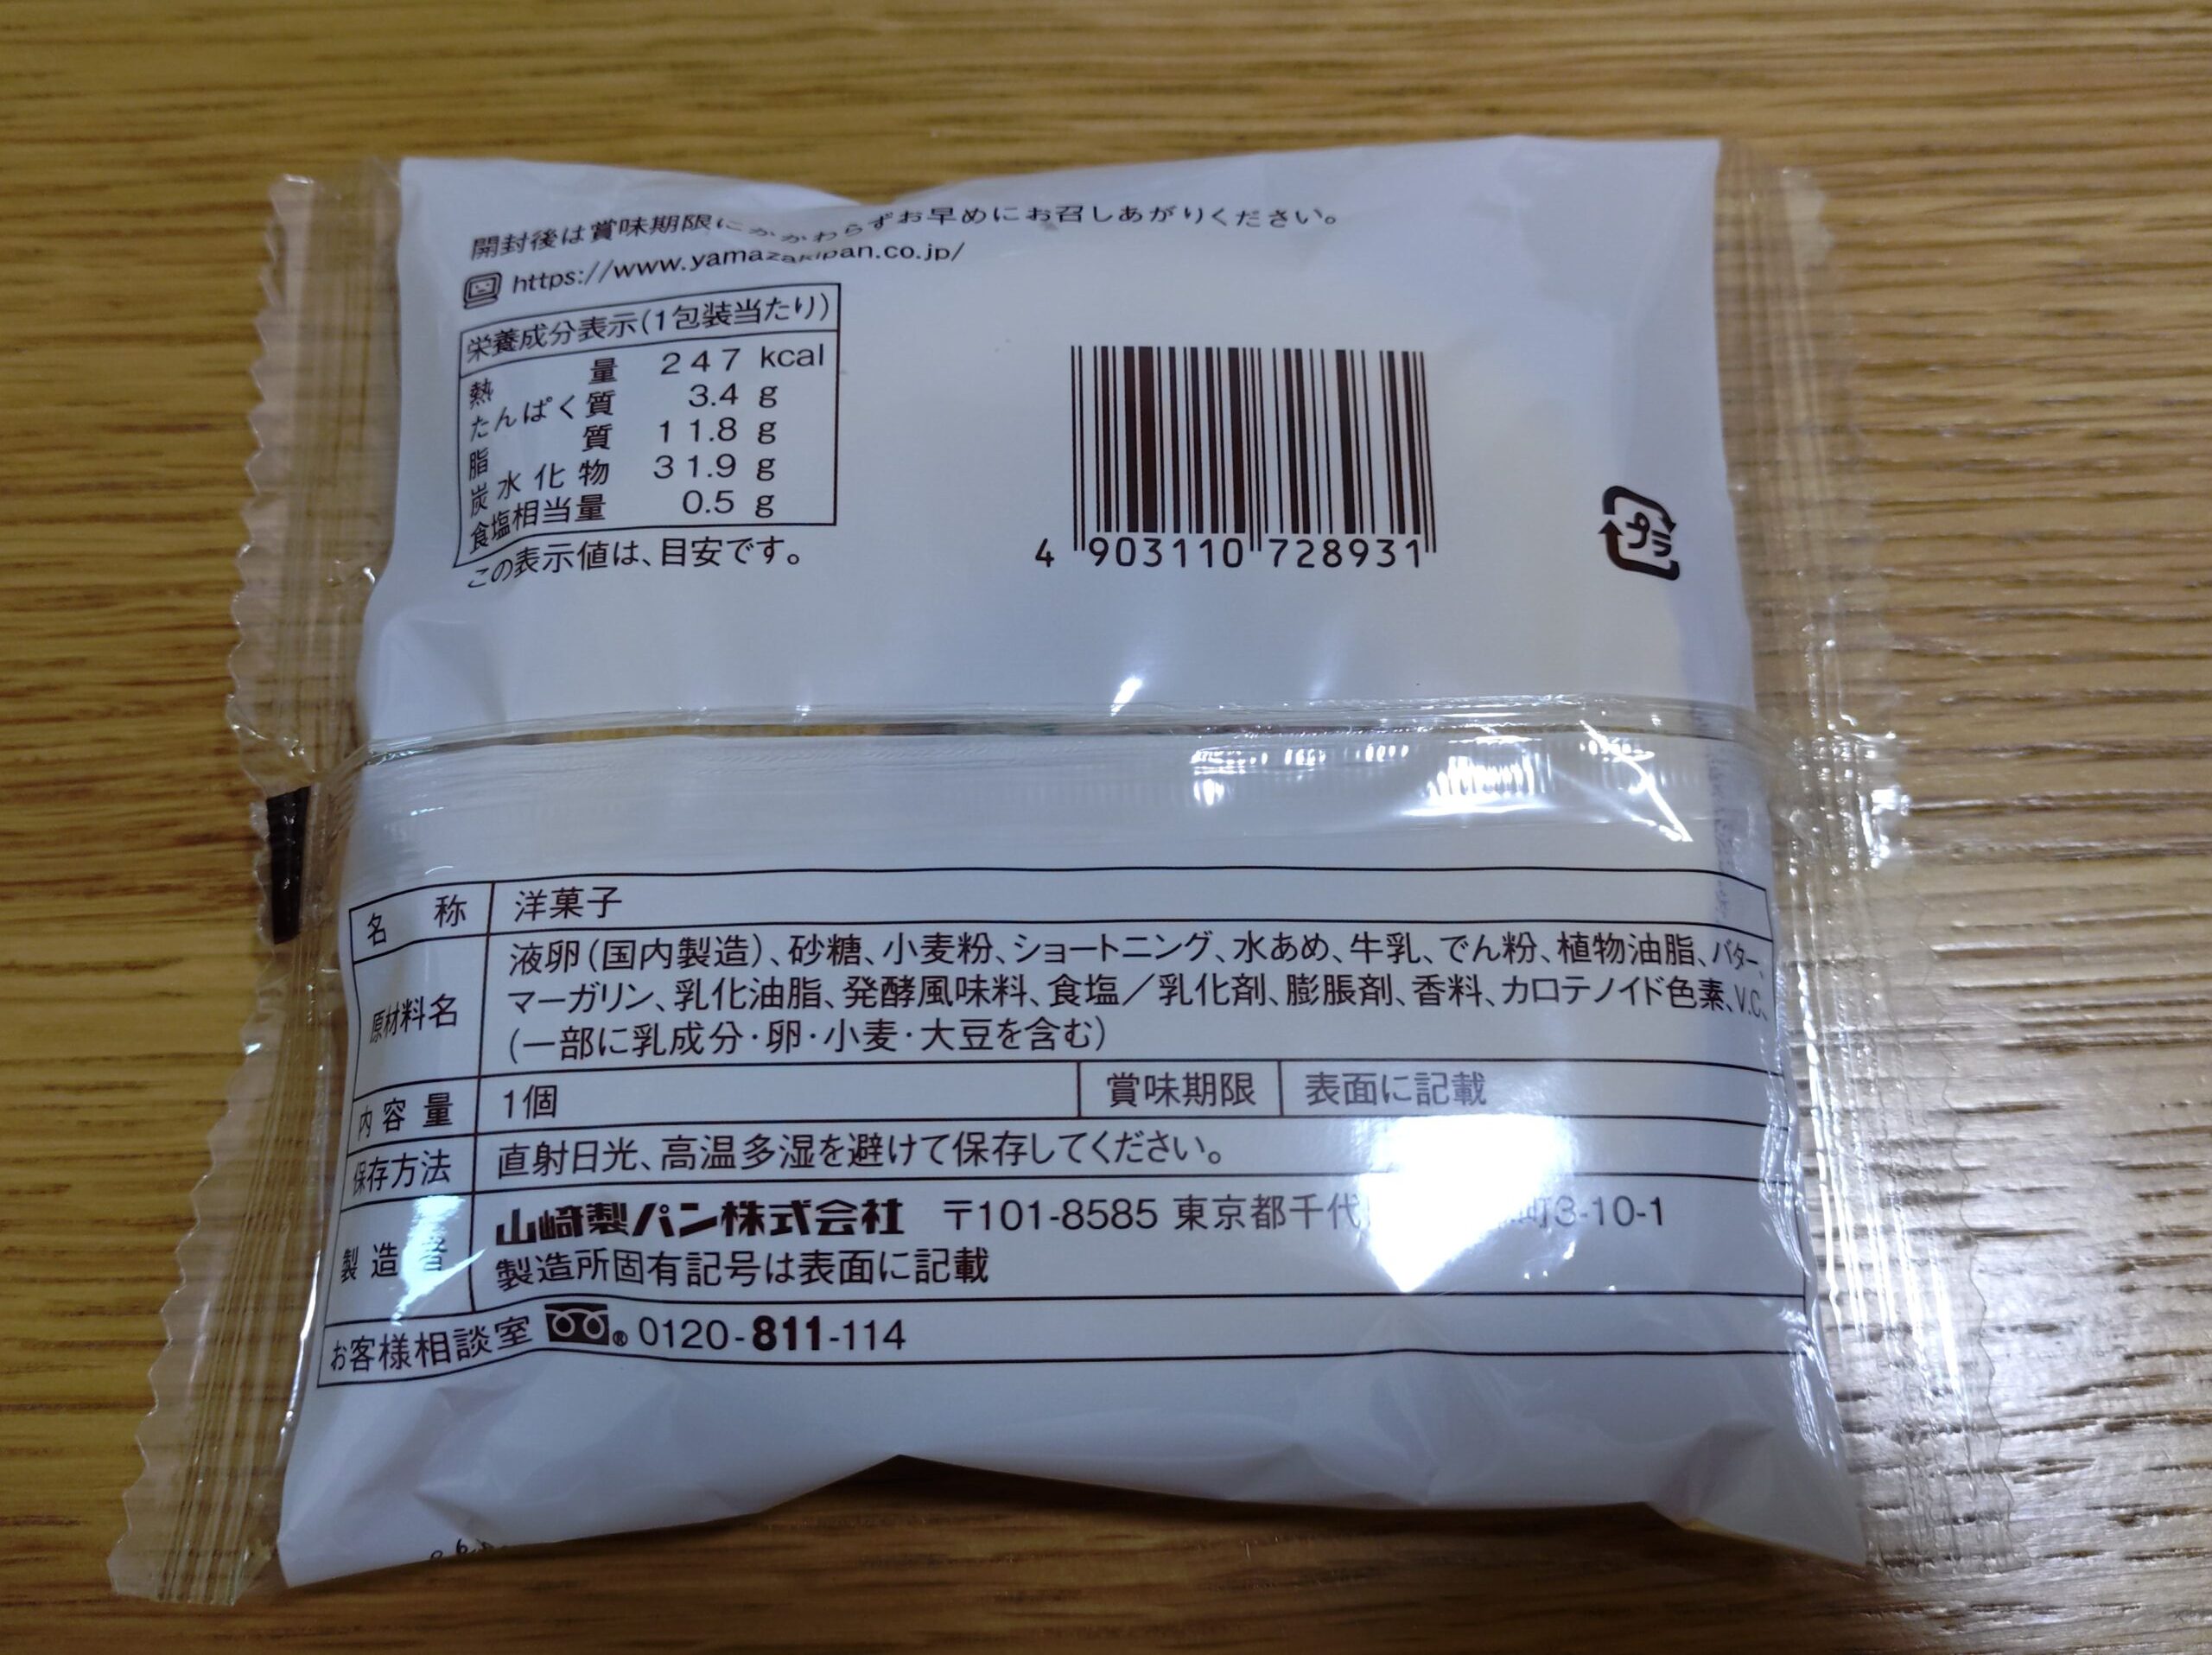 開封後は賞味期限にかかわらずお早めにお召しあがりください。
https://www.yamazakipan.co.jp/
栄養成分表示(1包装当たり)
熱量 247 kcal
たんぱく質 3.4 g
脂質 11.8 g
炭水化物 31.9 g
食塩相当量 0.5 g
この表示値は、目安です。
4 903110 728931
プラ
名称 洋菓子
原材料名 液卵(国内製造)、砂糖、小麦粉、ショートニング、水あめ、牛乳、でん粉、植物油脂、バター、
マーガリン、乳化油脂、発酵風味料、食塩/乳化剤、膨脹剤、香料、カロテノイド色素、V.C、
(一部に乳成分・卵・小麦・大豆を含む)
内容量 1個 賞味期限 表面に記載
保存方法 直射日光、高温多湿を避けて保存してください。
製造者 山崎製パン株式会社 〒101-8585 東京都千代 町3-10-1
製造所固有記号は表面に記載
お客様相談室 ® 0120-811-114